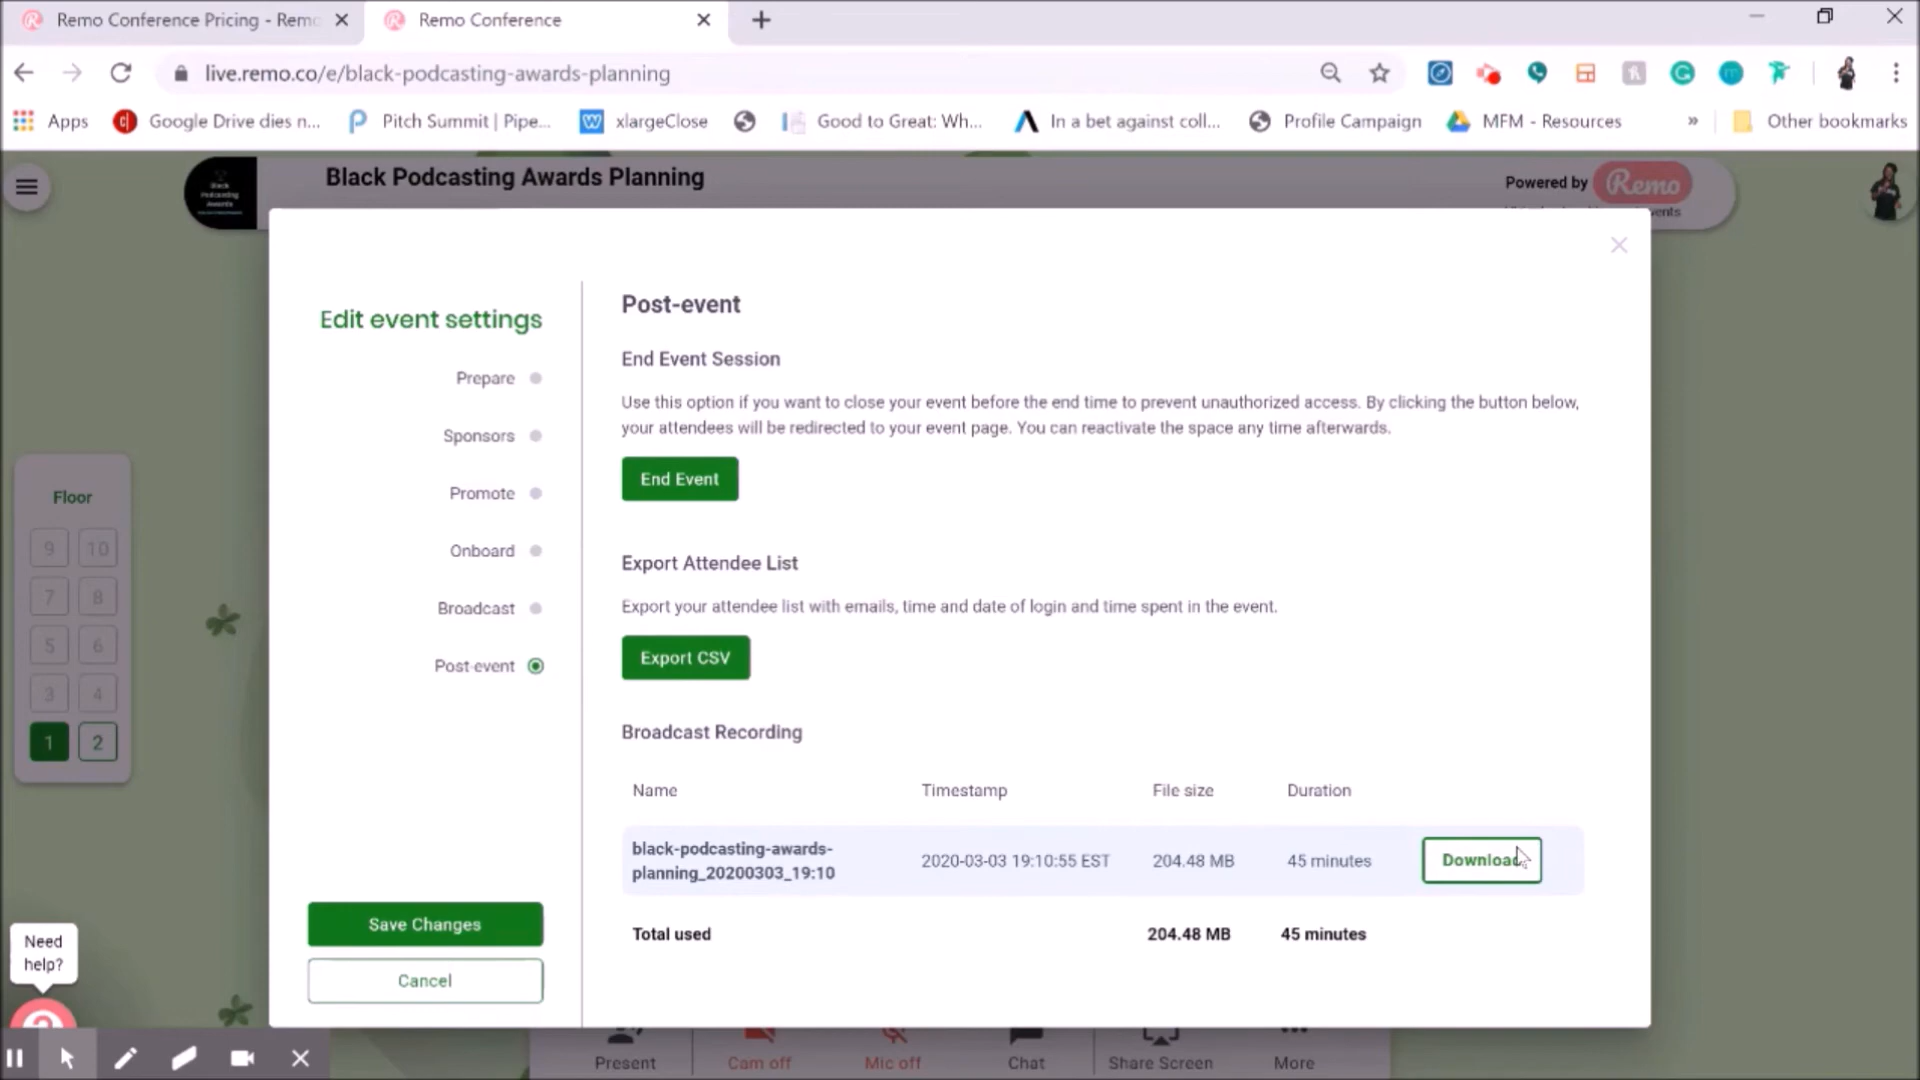 Remo Conference Pricing - Remo
Remo Conference
live.remo.co/e/black-podcasting-awards-planning
Apps
Google Drive dies n...
Pitch Summit | Pipe...
xlargeClose
Good to Great: Wh...
In a bet against coll...
Profile Campaign
MFM - Resources
»
Other bookmarks
Black Podcasting Awards
Black Podcasting Awards Planning
Powered by Remo
Edit event settings
Prepare
Sponsors
Promote
Onboard
Broadcast
Post-event
Save Changes
Cancel
Post-event
End Event Session
Use this option if you want to close your event before the end time to prevent unauthorized access. By clicking the button below,
your attendees will be redirected to your event page. You can reactivate the space any time afterwards.
End Event
Export Attendee List
Export your attendee list with emails, time and date of login and time spent in the event.
Export CSV
Broadcast Recording
Name Timestamp File size Duration
black-podcasting-awards-
planning_20200303_19:10
2020-03-03 19:10:55 EST 204.48 MB 45 minutes Download
Total used 204.48 MB 45 minutes
Floor
9 10
7 8
5 6
3 4
1 2
Need
help?
Present
Cam off
Mic off
Chat
Share Screen
More